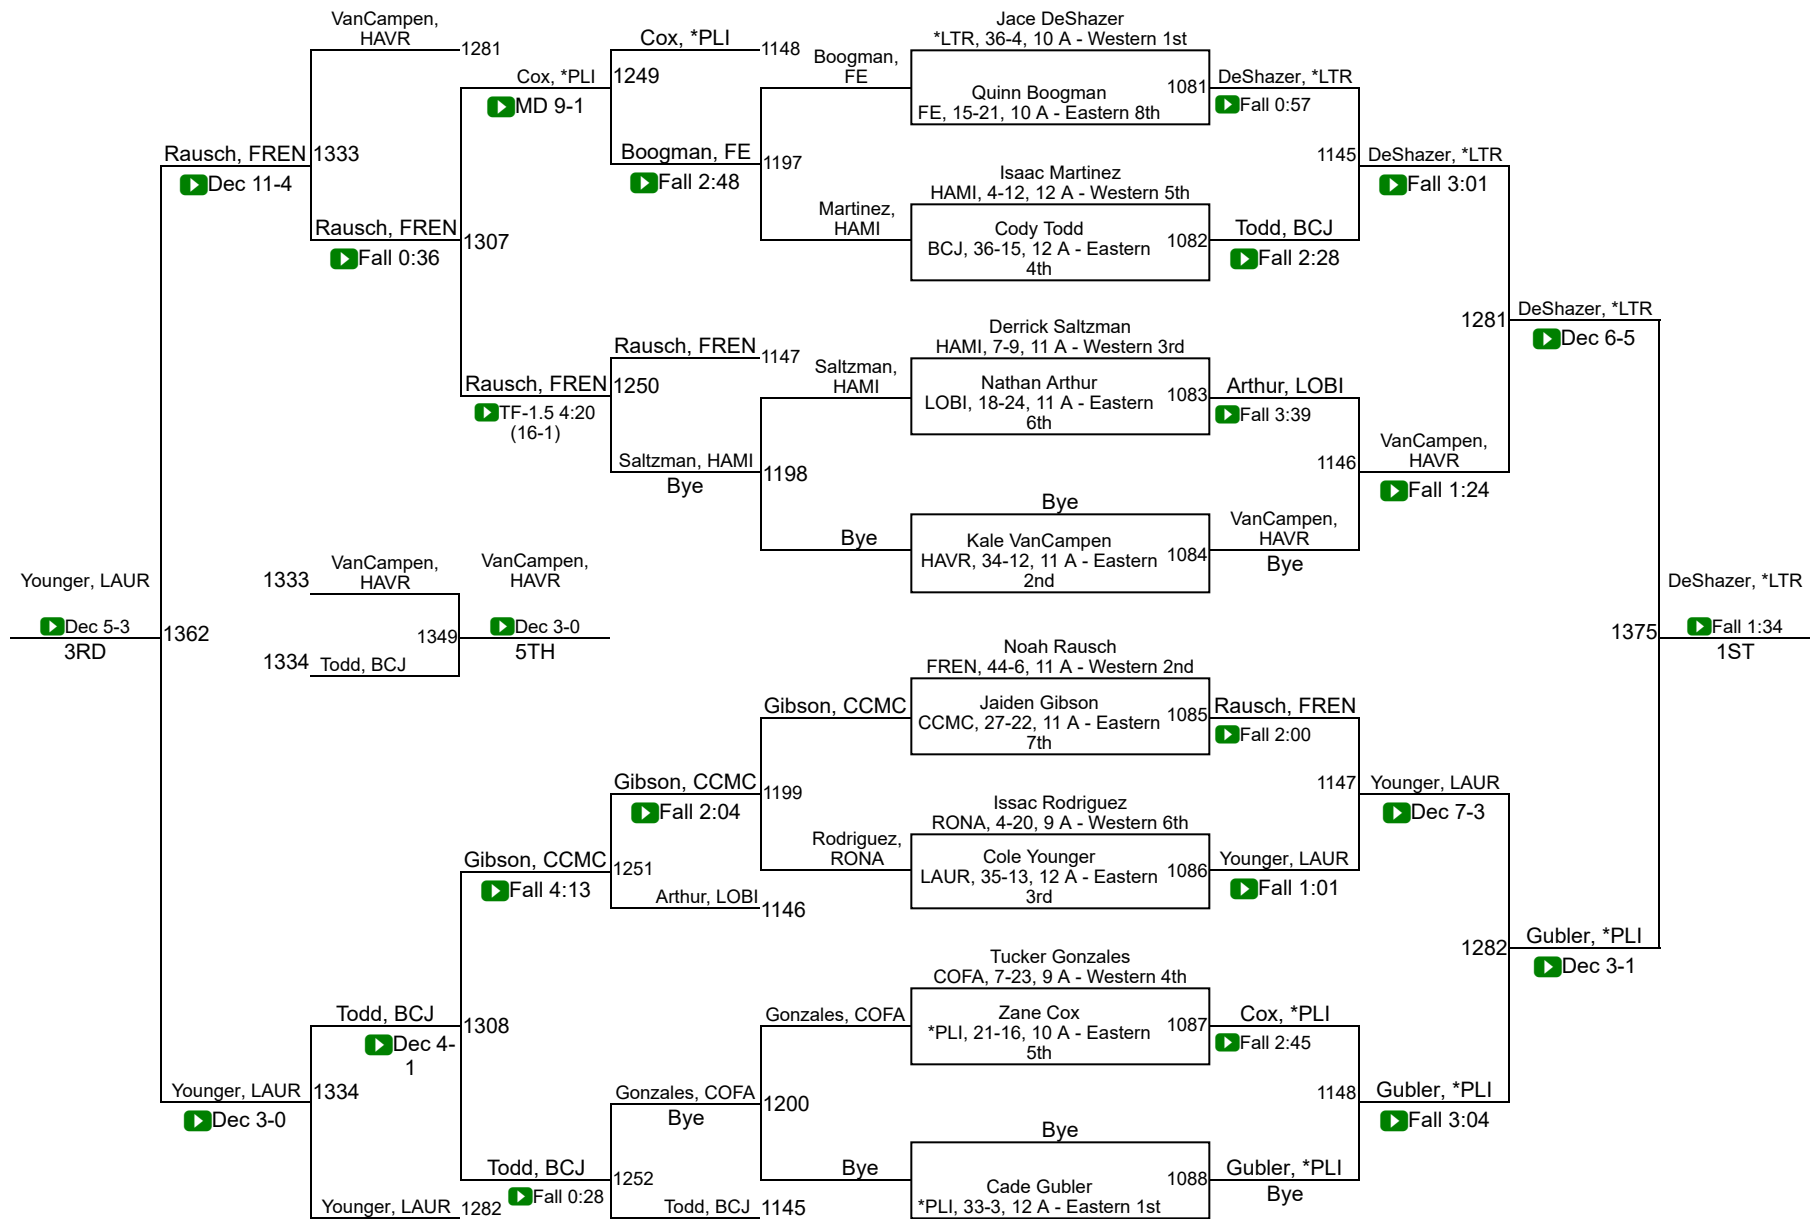 VanCampen,
HAVR
1281
Cox, *PLI
1148
Jace DeShazer
*LTR, 36-4, 10 A - Western 1st
Boogman,
FE
Cox, *PLI
MD 9-1
1249
Quinn Boogman
FE, 15-21, 10 A - Eastern 8th
1081
DeShazer, *LTR
Fall 0:57
Rausch, FREN
Dec 11-4
1333
Boogman, FE
Fall 2:48
1197
1145
DeShazer, *LTR
Fall 3:01
Isaac Martinez
HAMI, 4-12, 12 A - Western 5th
Martinez,
HAMI
Rausch, FREN
Fall 0:36
1307
Cody Todd
BCJ, 36-15, 12 A - Eastern
4th
1082
Todd, BCJ
Fall 2:28
1281
DeShazer, *LTR
Dec 6-5
Derrick Saltzman
HAMI, 7-9, 11 A - Western 3rd
Rausch, FREN
1147
Saltzman,
HAMI
Rausch, FREN
TF-1.5 4:20
(16-1)
1250
Nathan Arthur
LOBI, 18-24, 11 A - Eastern
6th
1083
Arthur, LOBI
Fall 3:39
Saltzman, HAMI
Bye
1198
1146
VanCampen,
HAVR
Fall 1:24
Bye
Bye
Kale VanCampen
HAVR, 34-12, 11 A - Eastern
2nd
1084
VanCampen,
HAVR
Bye
Younger, LAUR
Dec 5-3
3RD
1362
1333
VanCampen,
HAVR
1334
Todd, BCJ
1349
VanCampen,
HAVR
Dec 3-0
5TH
1375
DeShazer, *LTR
Fall 1:34
1ST
Noah Rausch
FREN, 44-6, 11 A - Western 2nd
Gibson, CCMC
Jaiden Gibson
CCMC, 27-22, 11 A - Eastern
7th
1085
Rausch, FREN
Fall 2:00
Gibson, CCMC
Fall 2:04
1199
1147
Younger, LAUR
Dec 7-3
Issac Rodriguez
RONA, 4-20, 9 A - Western 6th
Rodriguez,
RONA
Gibson, CCMC
Fall 4:13
1251
Cole Younger
LAUR, 35-13, 12 A - Eastern
3rd
1086
Younger, LAUR
Fall 1:01
Arthur, LOBI
1146
1282
Gubler, *PLI
Dec 3-1
Tucker Gonzales
COFA, 7-23, 9 A - Western 4th
Todd, BCJ
Dec 4-
1
1308
Gonzales, COFA
Zane Cox
*PLI, 21-16, 10 A - Eastern
5th
1087
Cox, *PLI
Fall 2:45
Younger, LAUR
Dec 3-0
1334
Gonzales, COFA
Bye
1200
1148
Gubler, *PLI
Fall 3:04
Bye
Todd, BCJ
Fall 0:28
1252
Bye
Cade Gubler
*PLI, 33-3, 12 A - Eastern 1st
1088
Gubler, *PLI
Bye
Younger, LAUR
1282
Todd, BCJ
1145